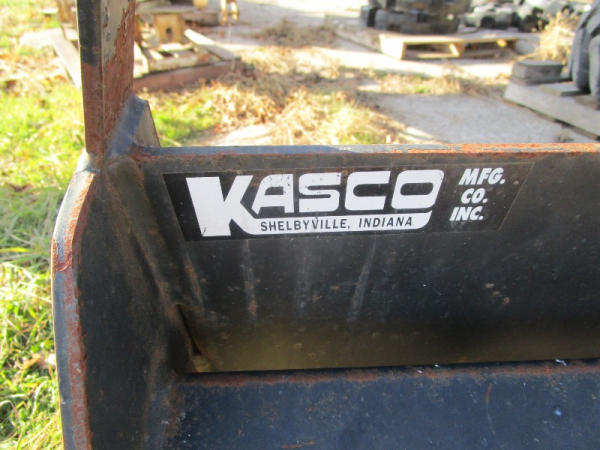 KASCO
SHELBYVILLE, INDIANA
MFG.
CO.
INC.